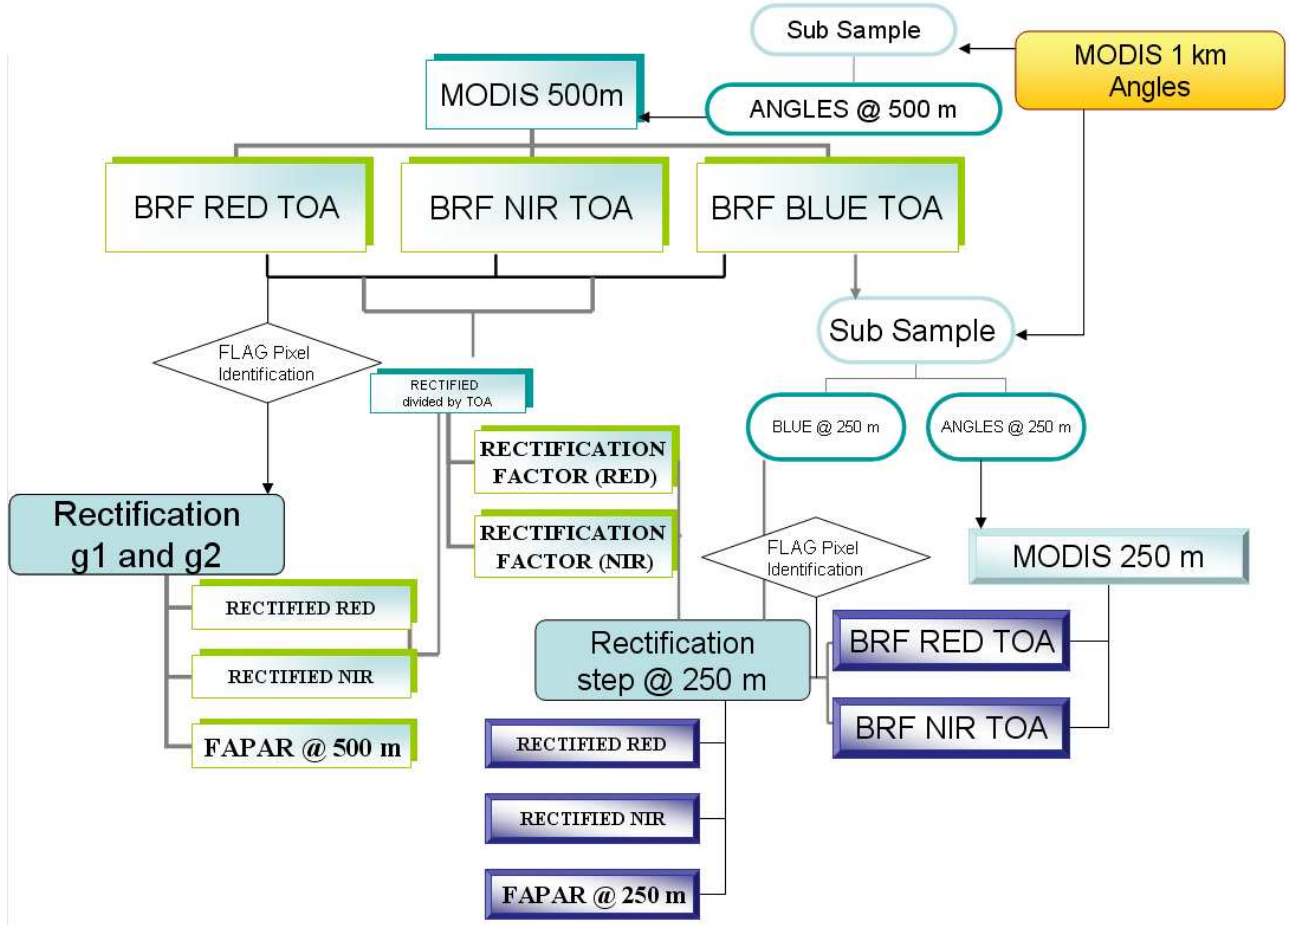 Sub Sample
MODIS 1 km
Angles
MODIS 500m
ANGLES @ 500 m
BRF RED TOA
BRF NIR TOA
BRF BLUE TOA
Sub Sample
FLAG Pixel
Identification
RECTIFIED
divided by TOA
BLUE @ 250 m
ANGLES @ 250 m
RECTIFICATION
FACTOR (RED)
Rectification
g1 and g2
RECTIFICATION
FACTOR (NIR)
FLAG Pixel
Identification
MODIS 250 m
RECTIFIED RED
RECTIFIED NIR
FAPAR @ 500 m
Rectification
step @ 250 m
BRF RED TOA
BRF NIR TOA
RECTIFIED RED
RECTIFIED NIR
FAPAR @ 250 m